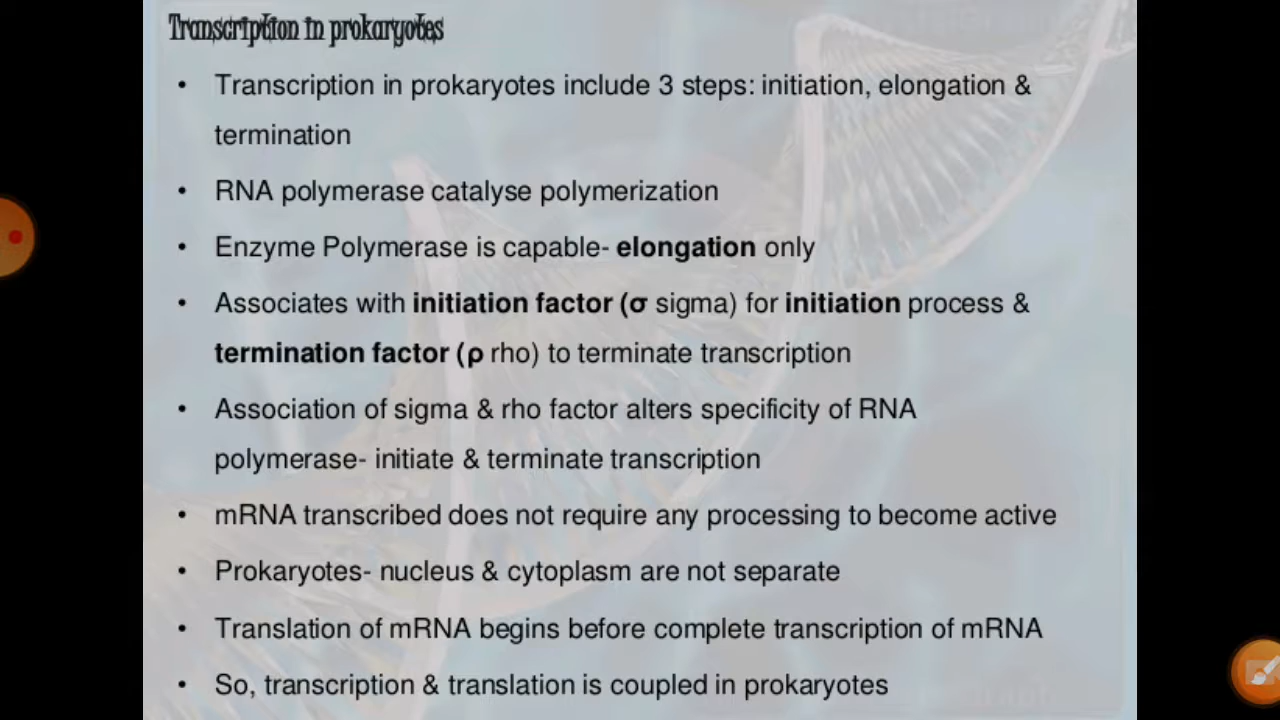 Transcription in prokaryotes
• Transcription in prokaryotes include 3 steps: initiation, elongation &
termination
• RNA polymerase catalyse polymerization
• Enzyme Polymerase is capable- elongation only
• Associates with initiation factor (σ sigma) for initiation process &
termination factor (ρ rho) to terminate transcription
• Association of sigma & rho factor alters specificity of RNA
polymerase- initiate & terminate transcription
• mRNA transcribed does not require any processing to become active
• Prokaryotes- nucleus & cytoplasm are not separate
• Translation of mRNA begins before complete transcription of mRNA
• So, transcription & translation is coupled in prokaryotes